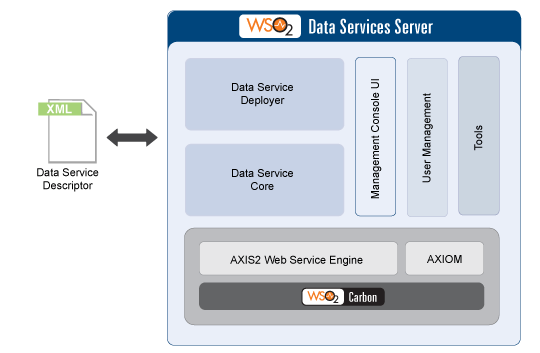 WSO2 Data Services Server
XML
Data Service
Descriptor
Data Service
Deployer
Data Service
Core
Management Console UI
User Management
Tools
AXIS2 Web Service Engine
AXIOM
WSO2 Carbon